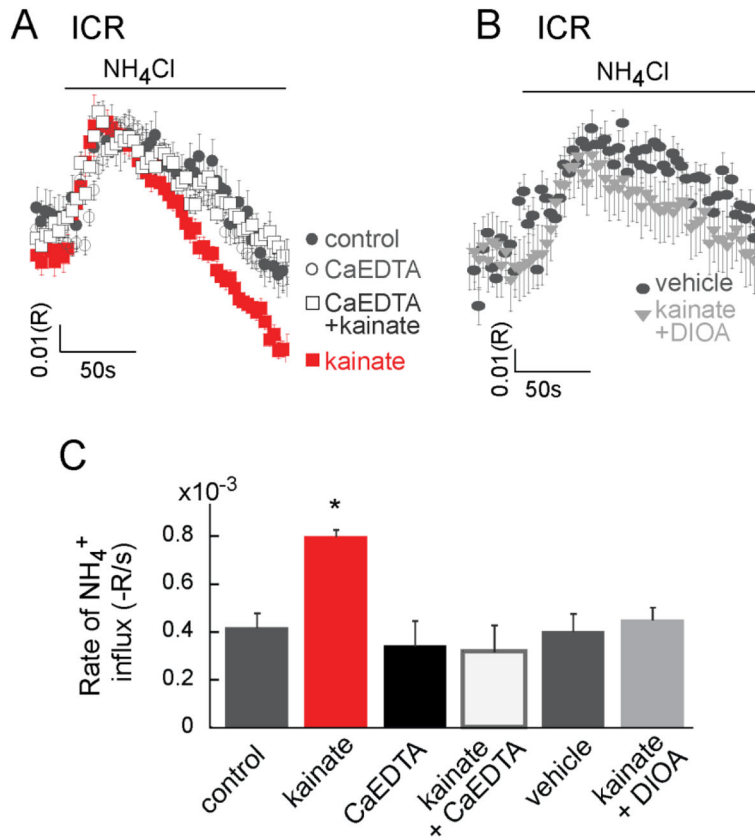 A ICR
NH4Cl
control
CaEDTA
CaEDTA
+kainate
kainate
0.01(R)
50s
B ICR
NH4Cl
vehicle
kainate
+DIOA
0.01(R)
50s
C
x10-3
*
Rate of NH4+
influx (-R/s)
0.8
0.6
0.4
0.2
0
control
kainate
CaEDTA
kainate
+ CaEDTA
vehicle
kainate
+ DIOA